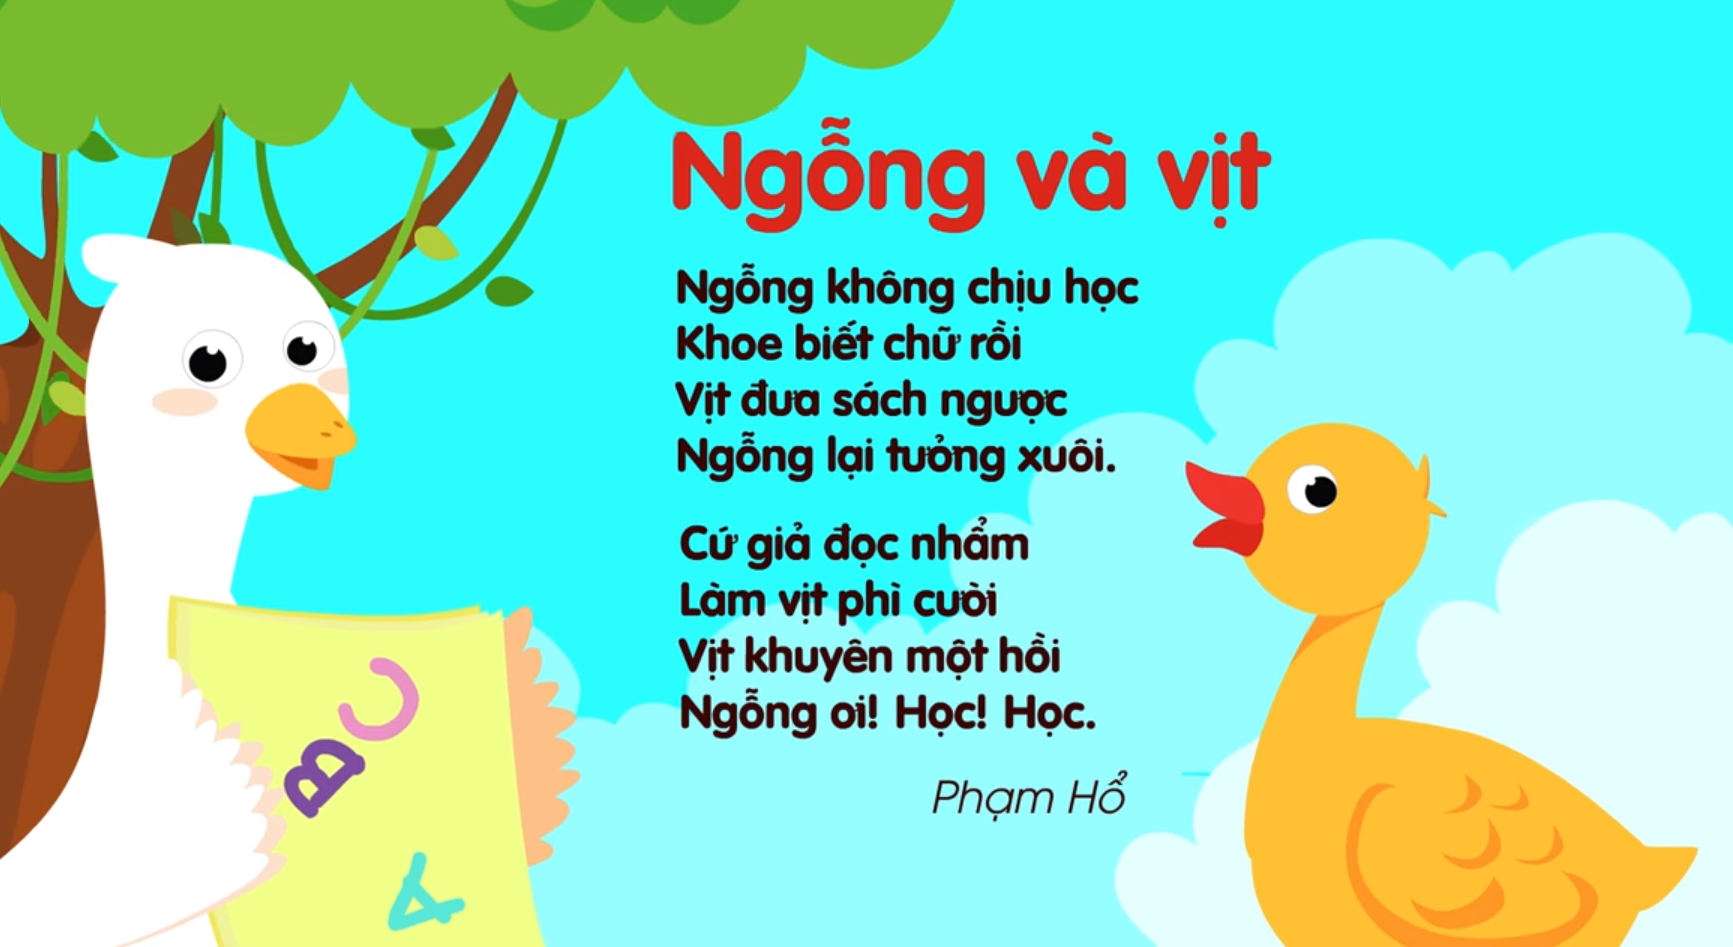 Ngỗng và vịt
Ngỗng không chịu học
Khoe biết chữ rồi
Vịt đưa sách ngược
Ngỗng lại tưởng xuôi.
Cứ giả đọc nhẩm
Làm vịt phì cười
Vịt khuyên một hồi
Ngỗng ơi! Học! Học.
Phạm Hổ
C
B
A